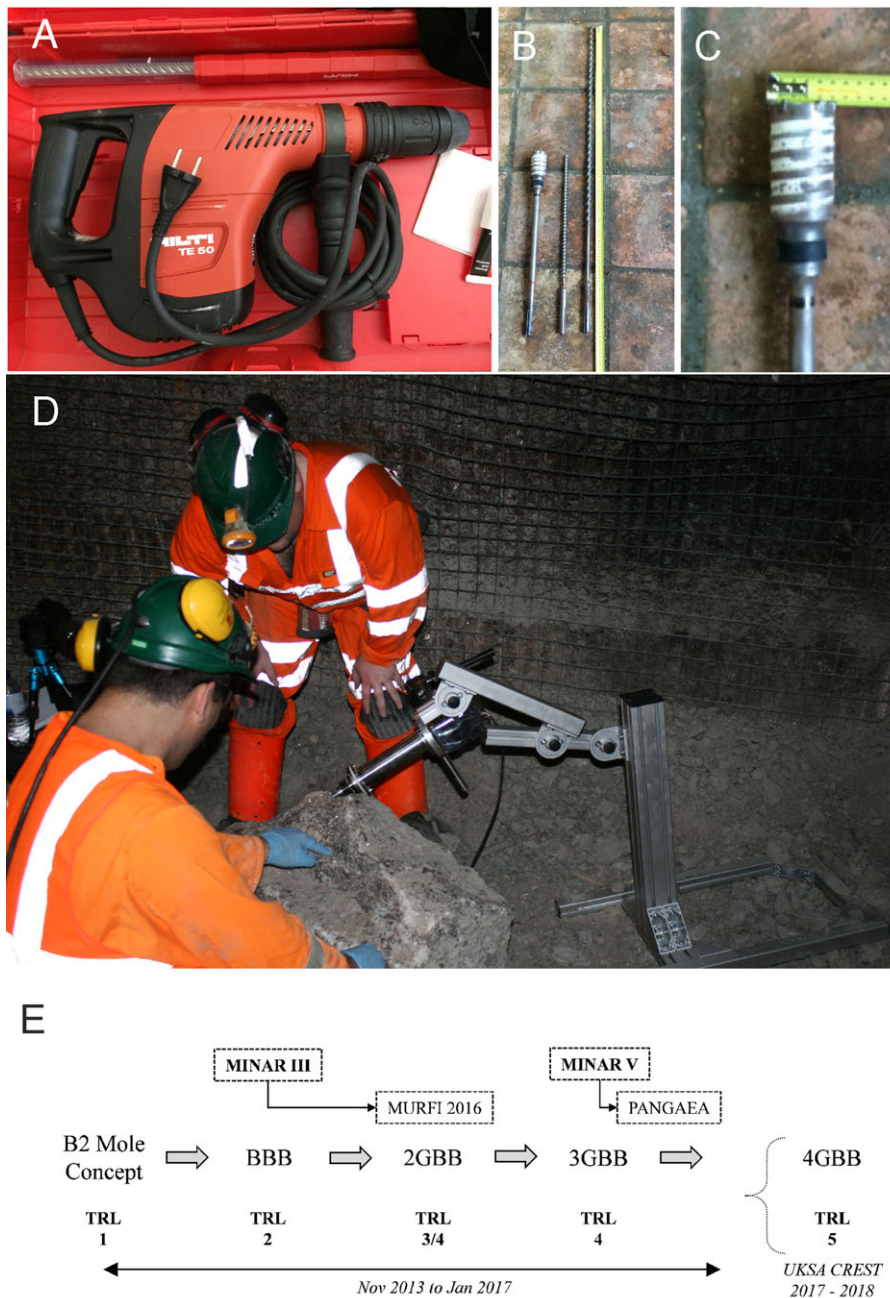 A
B
C
HILTI
HILTI
TE 50
D
E
MINAR III
MINAR V
MURFI 2016
PANGAEA
B2 Mole
Concept
BBB
2GBB
3GBB
4GBB
TRL
1
TRL
2
TRL
3/4
TRL
4
TRL
5
Nov 2013 to Jan 2017
UKSA CREST
2017 - 2018